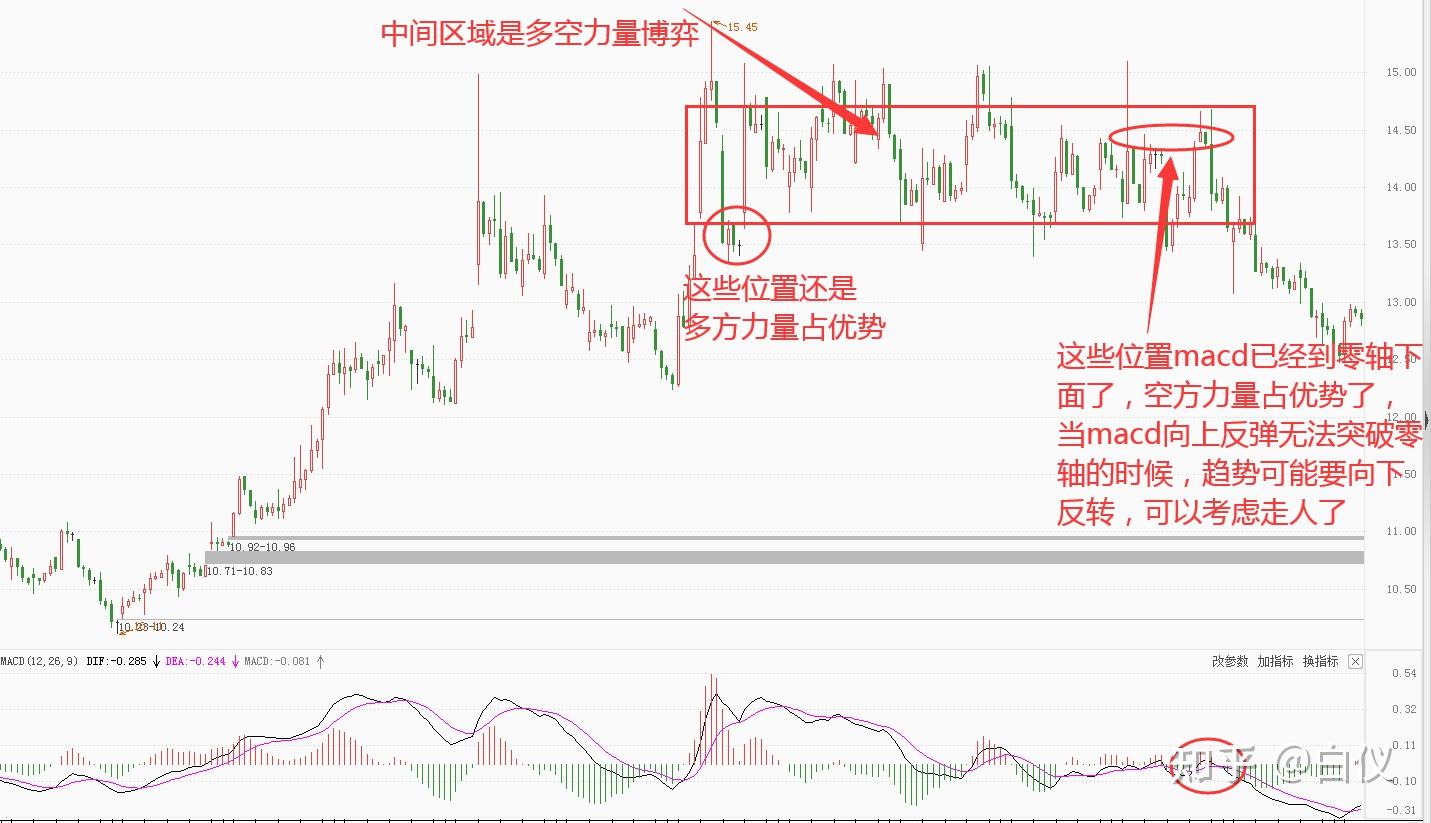 中间区域是多空力量博弈
15.45
15.00
14.50
14.00
13.50
这些位置还是
多方力量占优势
13.00
这些位置macd已经到零轴下
面了，空方力量占优势了，
当macd向上反弹无法突破零
轴的时候，趋势可能要向下
反转，可以考虑走人了
12.50
12.00
11.50
11.00
10.92-10.96
10.71-10.83
10.50
10.23-10.24
MACD(12,26,9) DIF:-0.285 ↓ DEA:-0.244 ↓ MACD:-0.081 ↑
改参数 加指标 换指标
0.54
0.32
0.11
-0.10
-0.31
知乎 @白仪